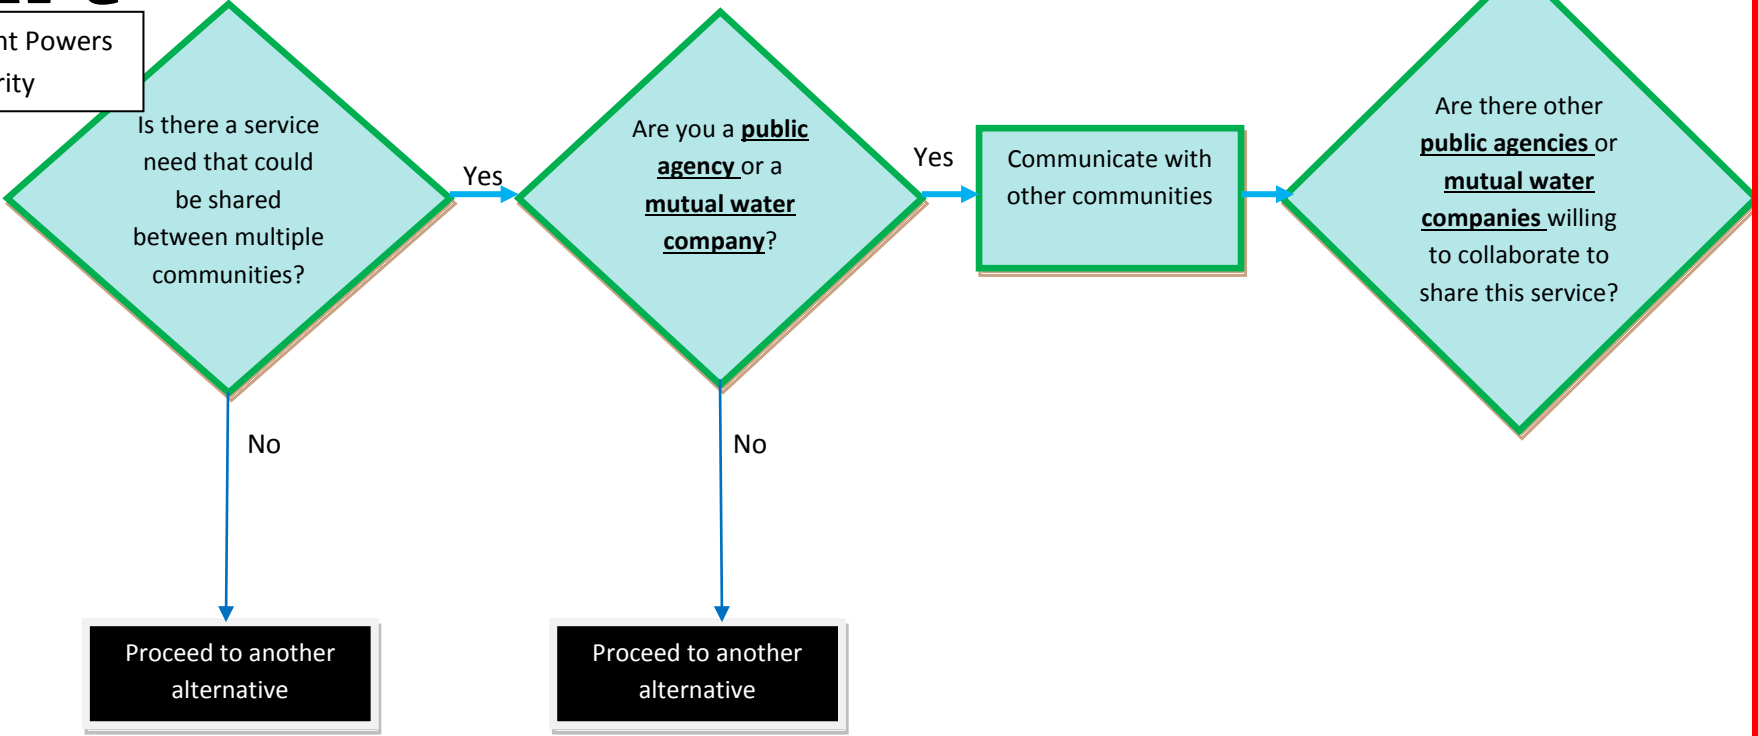 nt Powers
rity
Is there a service
need that could
be shared
between multiple
communities?
Yes
Are you a public
agency or a
mutual water
company?
Yes
Communicate with
other communities
Are there other
public agencies or
mutual water
companies willing
to collaborate to
share this service?
No
No
Proceed to another
alternative
Proceed to another
alternative